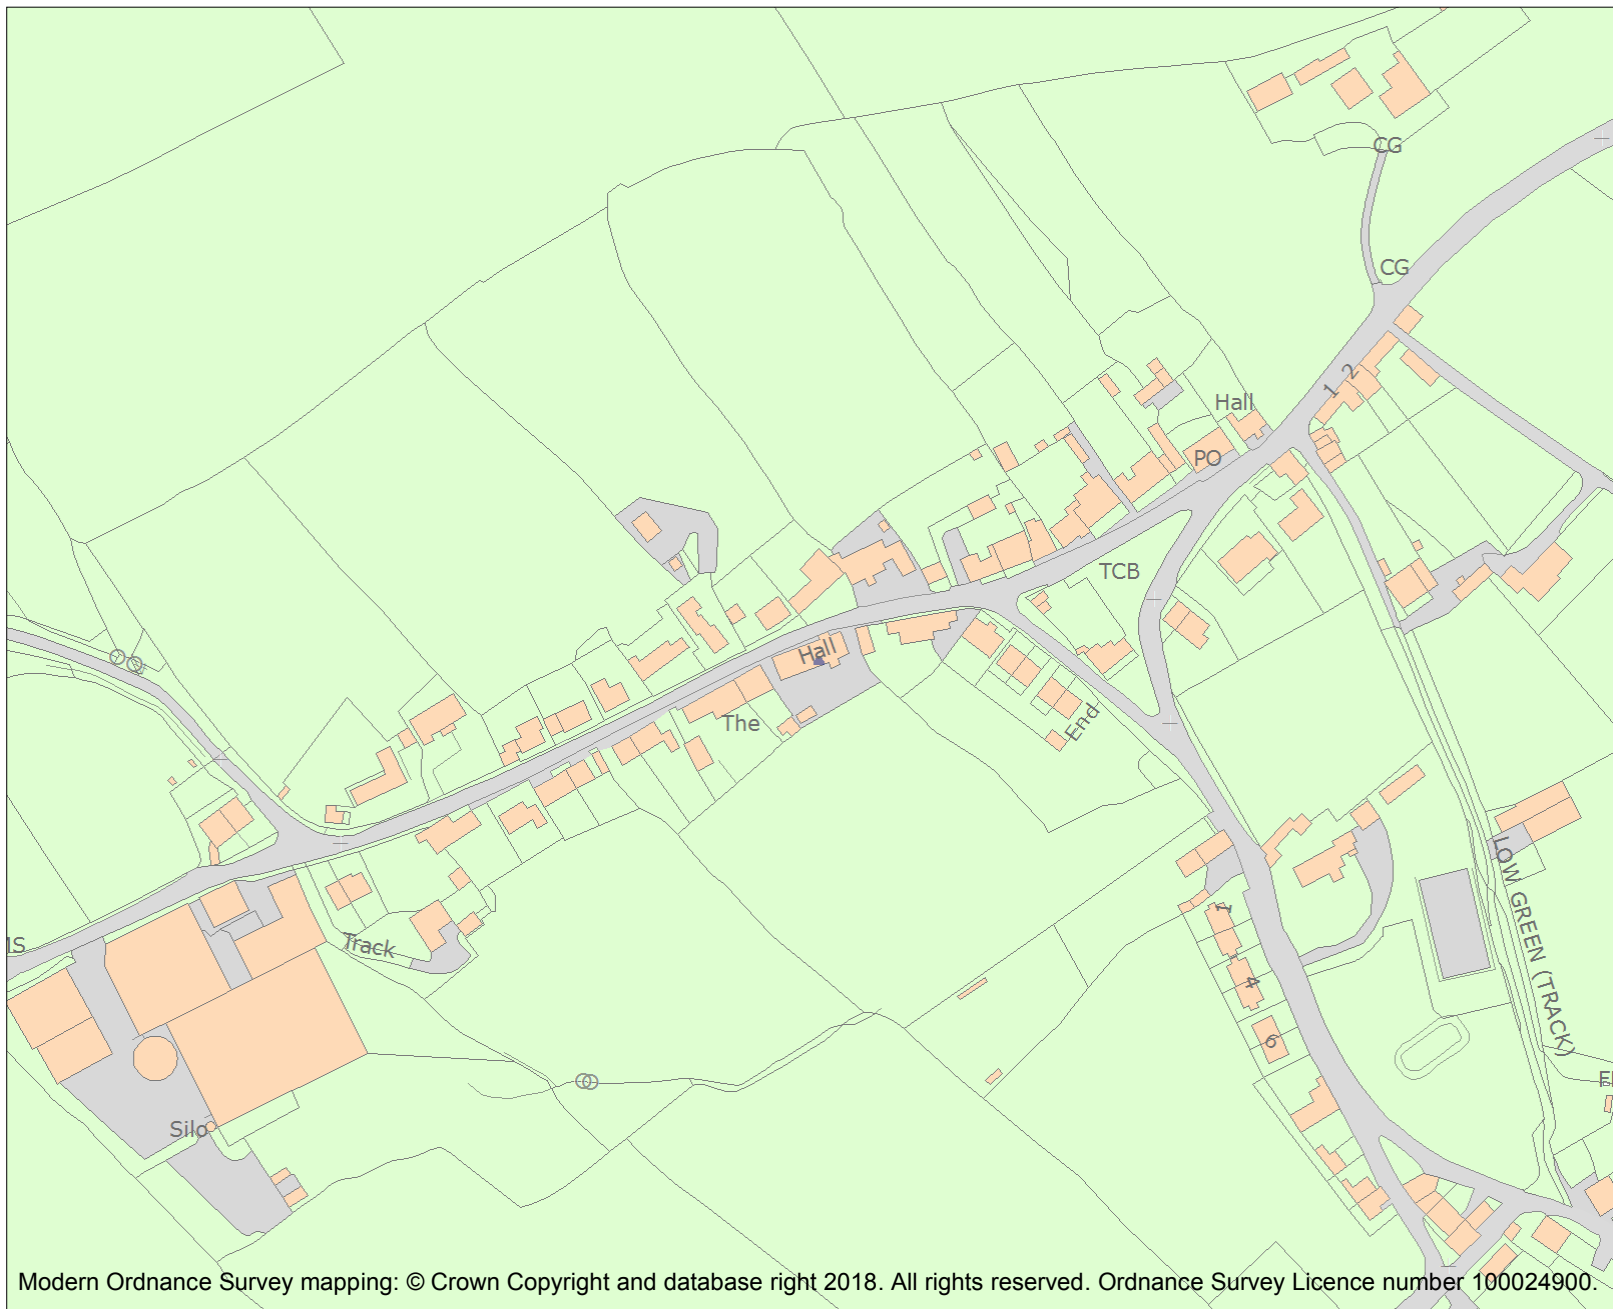 CG
CG
1 2
Hall
PO
TCB
Hall
The
End
LOW GREEN (TRACK)
1
Track
4
6
Silo
Modern Ordnance Survey mapping: © Crown Copyright and database right 2018. All rights reserved. Ordnance Survey Licence number 100024900.